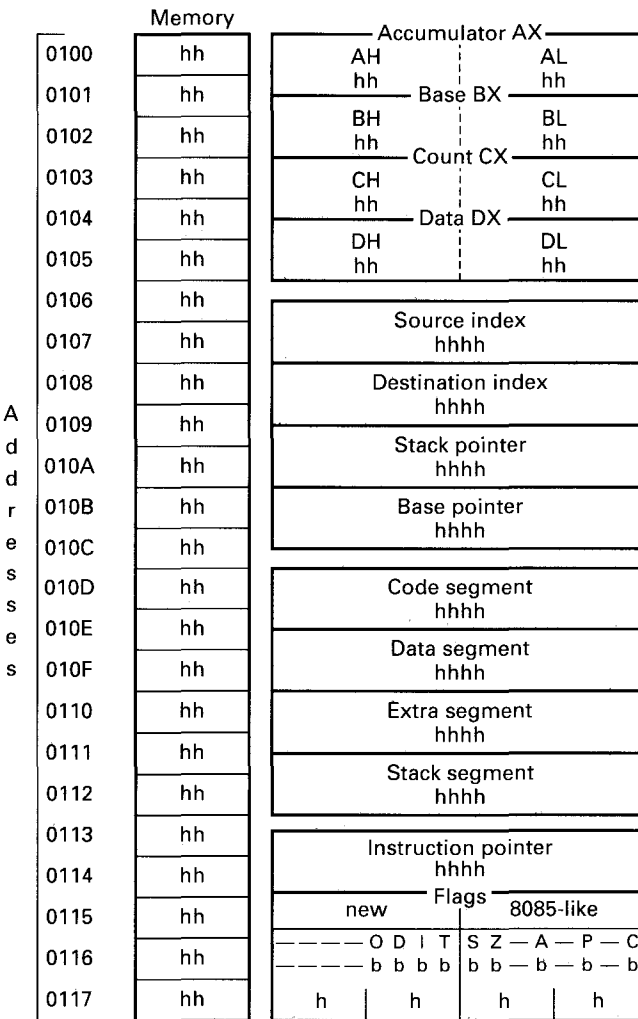 Memory
Addresses
0100 hh
0101 hh
0102 hh
0103 hh
0104 hh
0105 hh
0106 hh
0107 hh
0108 hh
0109 hh
010A hh
010B hh
010C hh
010D hh
010E hh
010F hh
0110 hh
0111 hh
0112 hh
0113 hh
0114 hh
0115 hh
0116 hh
0117 hh
Accumulator AX
AH AL
hh hh
Base BX
BH BL
hh hh
Count CX
CH CL
hh hh
Data DX
DH DL
hh hh
Source index
hhhh
Destination index
hhhh
Stack pointer
hhhh
Base pointer
hhhh
Code segment
hhhh
Data segment
hhhh
Extra segment
hhhh
Stack segment
hhhh
Instruction pointer
hhhh
Flags
new 8085-like
— — — — O D I T S Z — A — P — C
— — — — b b b b b b — b — b — b
h h h h